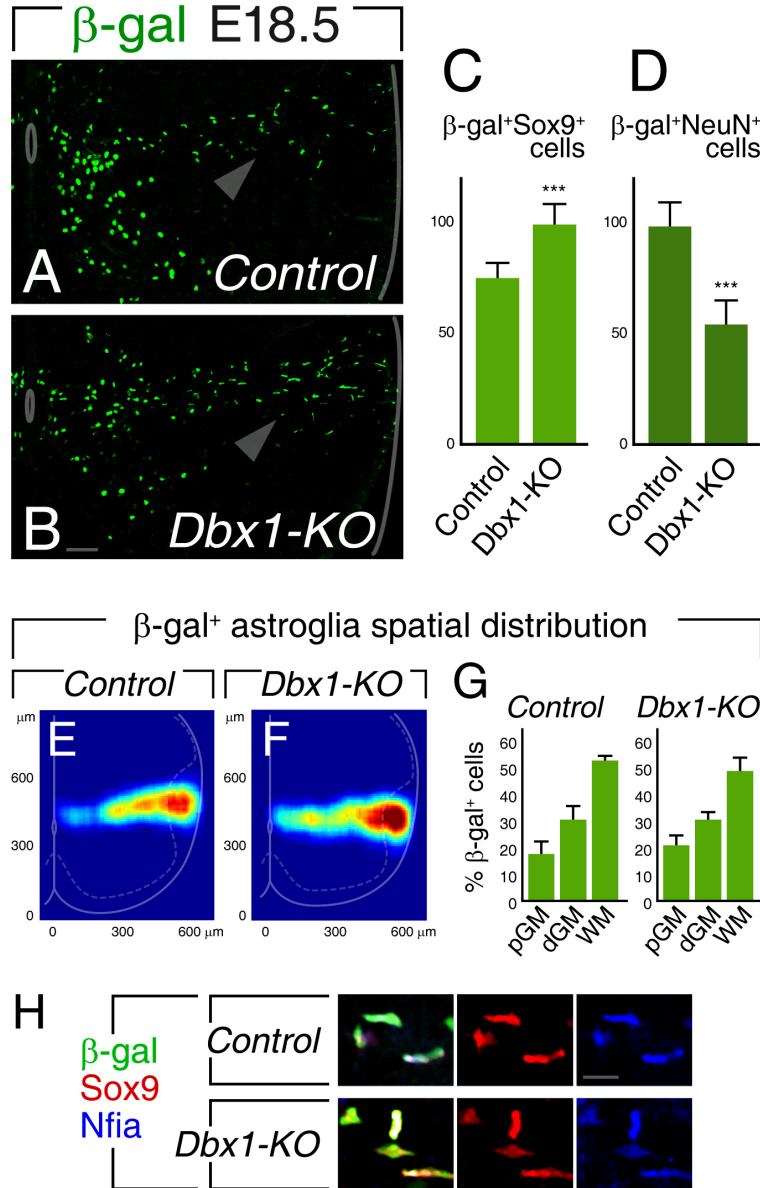 β-gal E18.5
A
Control
B
Dbx1-KO
C
β-gal⁺Sox9⁺
cells
***
100
50
0
Control
Dbx1-KO
D
β-gal⁺NeuN⁺
cells
***
100
50
0
Control
Dbx1-KO
β-gal⁺ astroglia spatial distribution
Control
Dbx1-KO
E
F
µm
600
300
0
0 300 600 µm
µm
600
300
0
0 300 600 µm
G
Control
Dbx1-KO
% β-gal⁺ cells
60
50
40
30
20
10
0
pGM
dGM
WM
60
50
40
30
20
10
0
pGM
dGM
WM
H
β-gal
Sox9
Nfia
Control
Dbx1-KO